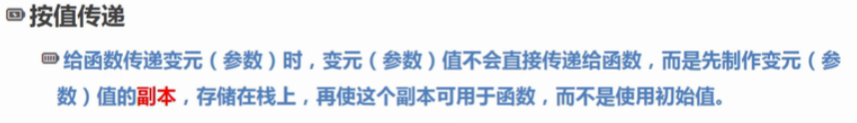 按值传递
给函数传递变元（参数）时，变元（参数）值不会直接传递给函数，而是先制作变元（参
数）值的副本，存储在栈上，再使这个副本可用于函数，而不是使用初始值。